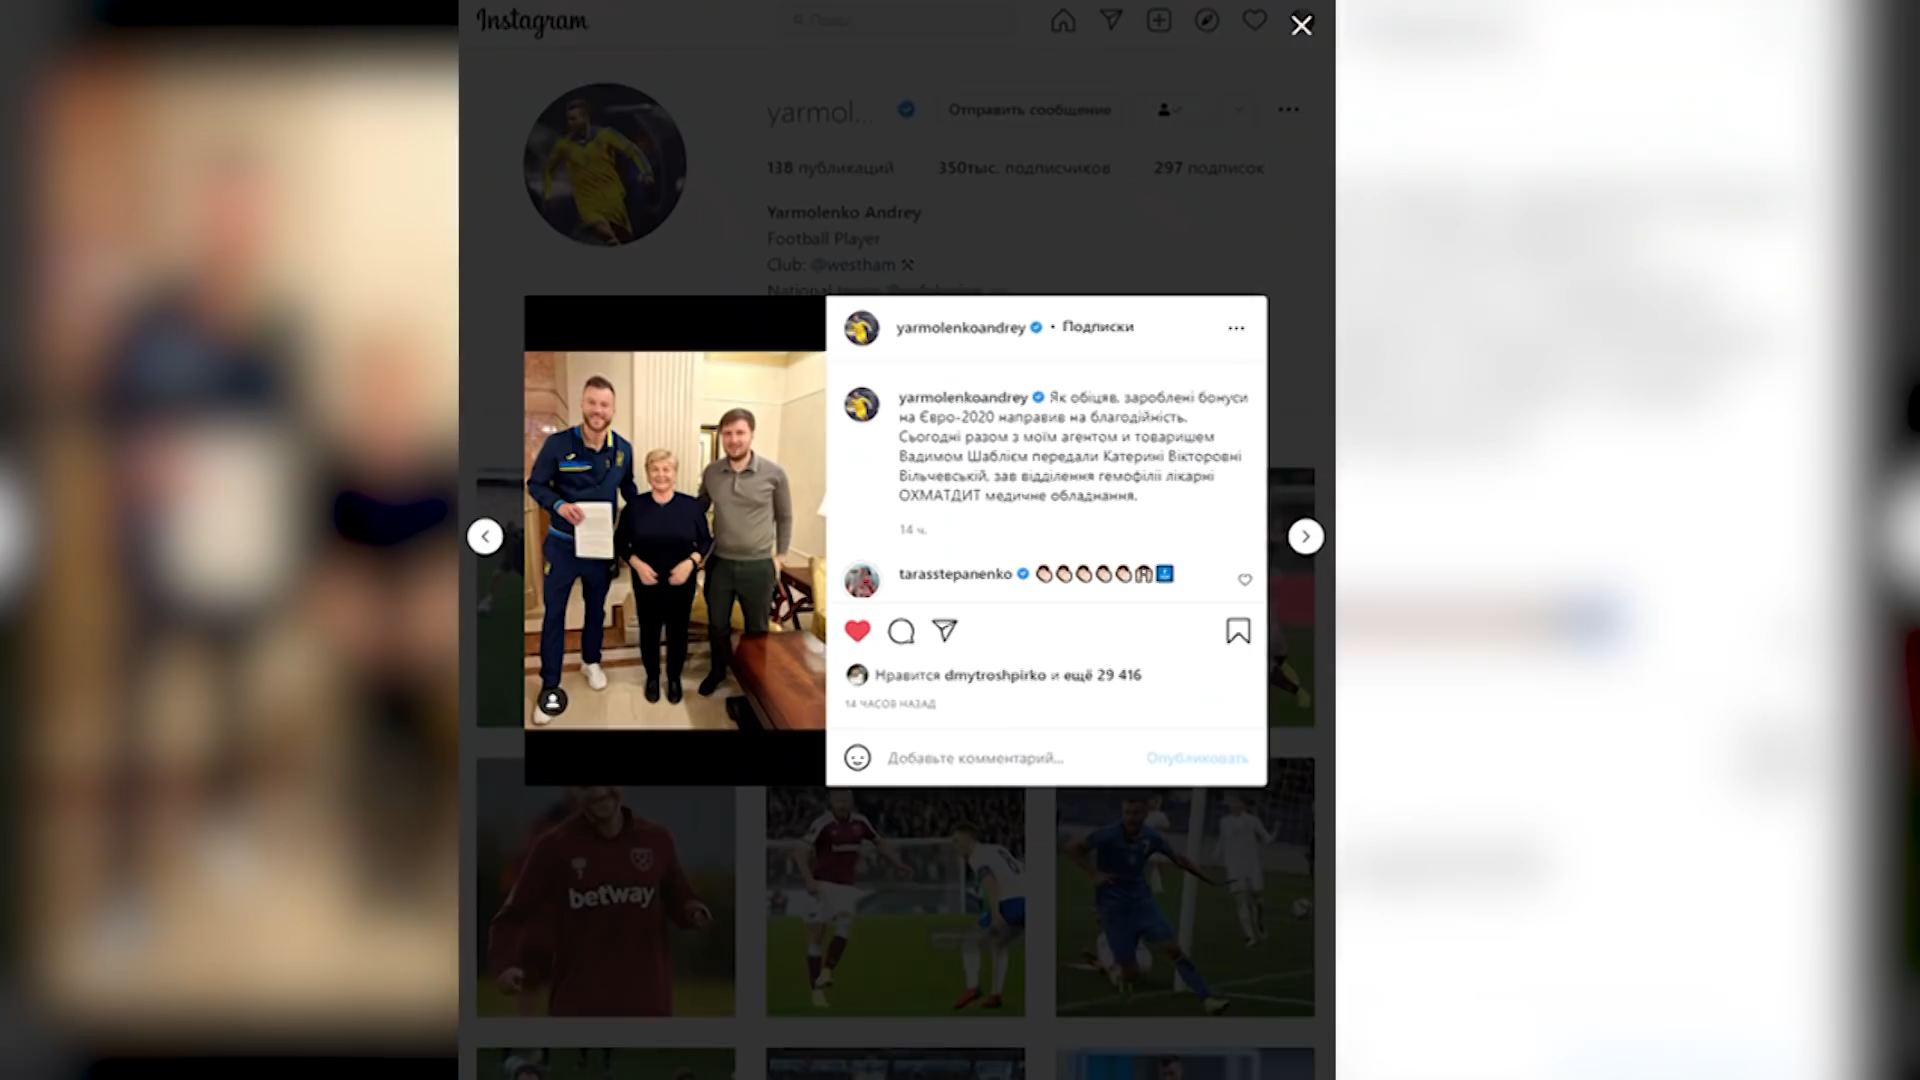 Instagram
Поиск
yarmol...
Отправить сообщение
138 публикаций
350тыс. подписчиков
297 подписок
Yarmolenko Andrey
Football Player
Club: @westham
National
yarmolenkoandrey • Подписки
yarmolenkoandrey Як обіцяв, зароблені бонуси
на Євро-2020 направив на благодійність.
Сьогодні разом з моїм агентом и товаришем
Вадимом Шаблієм передали Катерині Вікторовні
Вільчевській, зав відділення гемофілії лікарні
ОХМАТДИТ медичне обладнання.
14 ч.
tarasstepanenko
Нравится dmytroshpirko и ещё 29 416
14 ЧАСОВ НАЗАД
Добавьте комментарий...
Опубликовать
betway